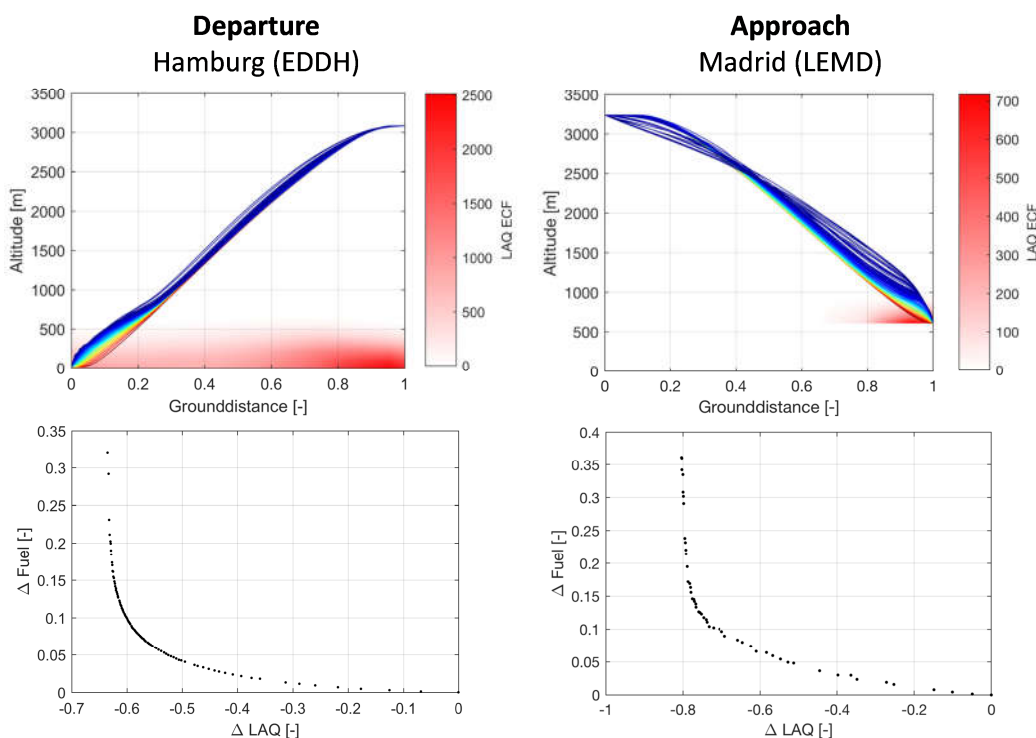 Departure
Hamburg (EDDH)
3500
3000
2500
2000
1500
1000
500
0
Altitude [m]
0 0.2 0.4 0.6 0.8 1
Grounddistance [-]
2500
2000
1500
1000
500
0
LAQ ECF
Approach
Madrid (LEMD)
3500
3000
2500
2000
1500
1000
500
0
Altitude [m]
0 0.2 0.4 0.6 0.8 1
Grounddistance [-]
700
600
500
400
300
200
100
0
LAQ ECF
0.35
0.3
0.25
0.2
0.15
0.1
0.05
0
Δ Fuel [-]
-0.7 -0.6 -0.5 -0.4 -0.3 -0.2 -0.1 0
Δ LAQ [-]
0.4
0.35
0.3
0.25
0.2
0.15
0.1
0.05
0
Δ Fuel [-]
-1 -0.8 -0.6 -0.4 -0.2 0
Δ LAQ [-]